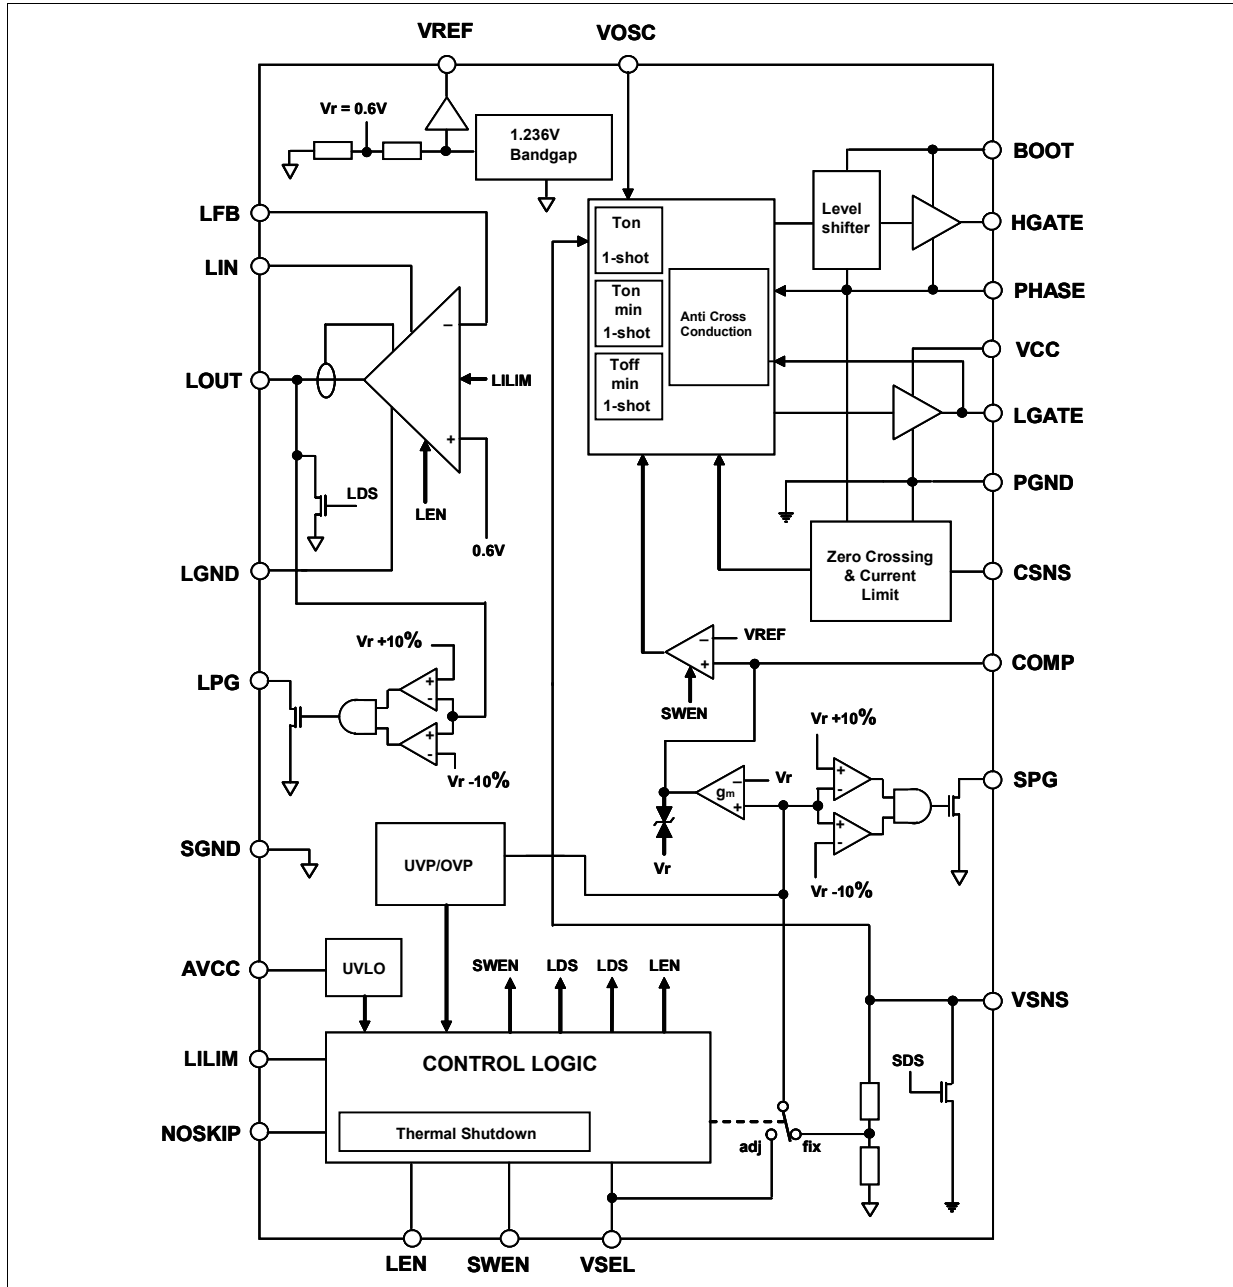 VREF
VOSC
Vr = 0.6V
1.236V
Bandgap
BOOT
LFB
Ton
1-shot
Level
shifter
HGATE
LIN
Ton
min
1-shot
Anti Cross
Conduction
PHASE
−
VCC
LOUT
LILIM
Toff
min
1-shot
LGATE
+
LDS
LEN
PGND
0.6V
LGND
Zero Crossing
& Current
Limit
CSNS
Vr +10%
−
VREF
+
COMP
LPG
+
-
SWEN
Vr +10%
+
-
Vr -10%
−
Vr
gm
+
+
-
SPG
+
-
Vr
Vr -10%
SGND
UVP/OVP
AVCC
UVLO
SWEN
LDS
LDS
LEN
VSNS
LILIM
CONTROL LOGIC
SDS
NOSKIP
Thermal Shutdown
adj
fix
LEN
SWEN
VSEL